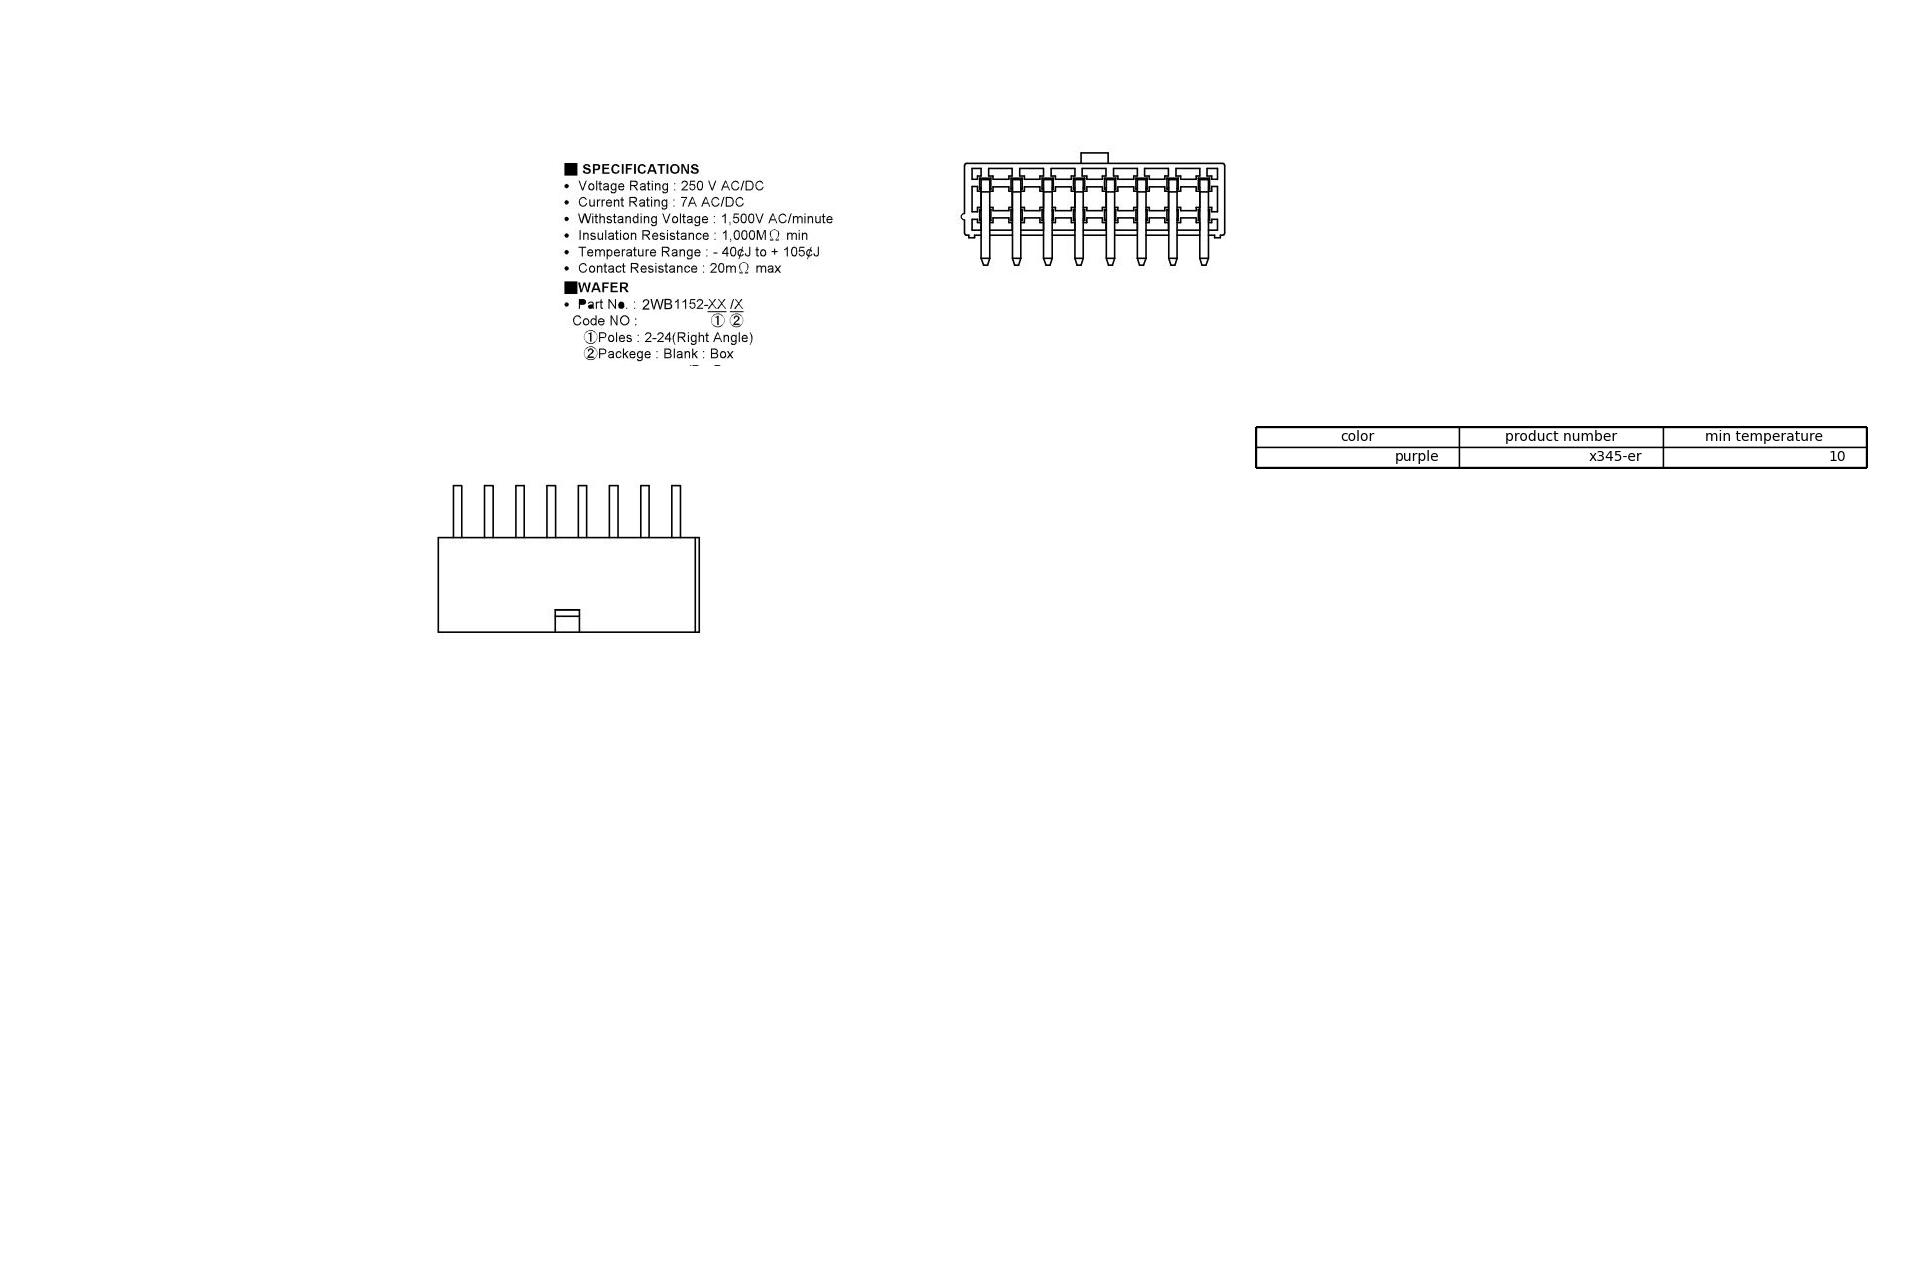 ■ SPECIFICATIONS
• Voltage Rating : 250 V AC/DC
• Current Rating : 7A AC/DC
• Withstanding Voltage : 1,500V AC/minute
• Insulation Resistance : 1,000MΩ min
• Temperature Range : - 40¢J to + 105¢J
• Contact Resistance : 20mΩ max
■WAFER
• Part No. : 2WB1152-XX /X
Code NO : ① ②
①Poles : 2-24(Right Angle)
②Packege : Blank : Box
color product number min temperature
purple x345-er 10